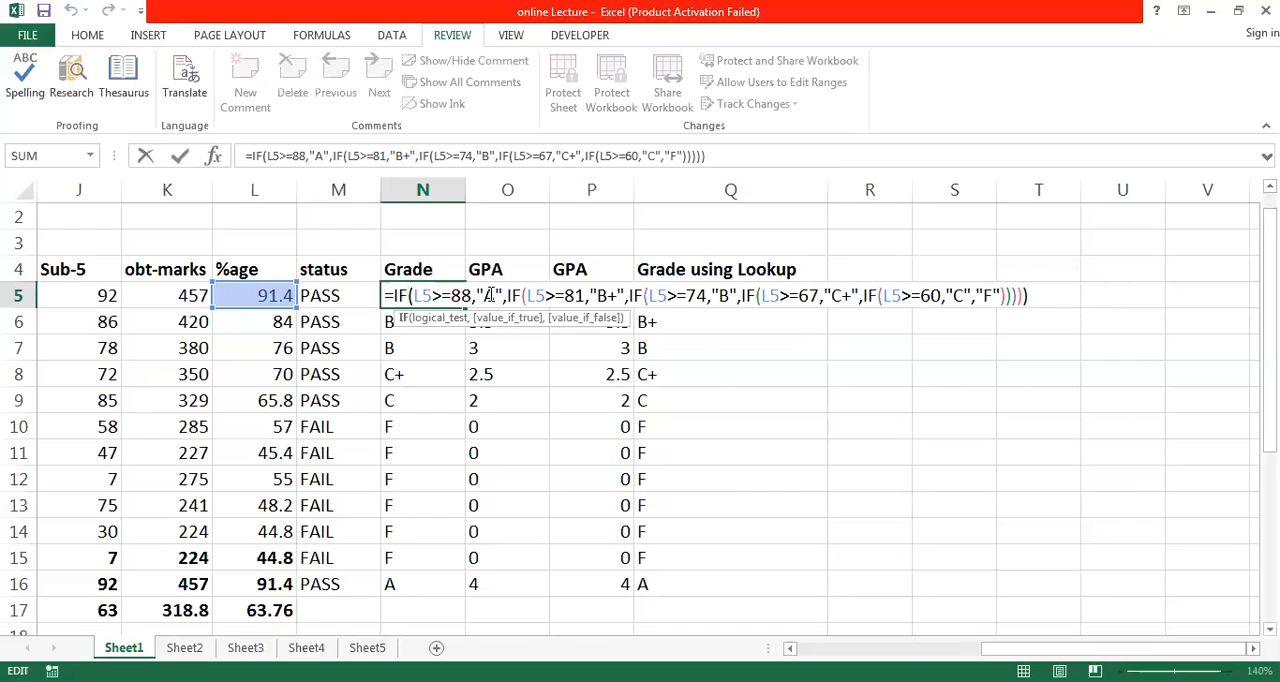 online Lecture - Excel (Product Activation Failed)
?
FILE HOME INSERT PAGE LAYOUT FORMULAS DATA REVIEW VIEW DEVELOPER Sign in
ABC
Spelling Research Thesaurus Translate New Comment Delete Previous Next Show/Hide Comment Show All Comments Show Ink Protect Sheet Protect Workbook Share Workbook Protect and Share Workbook Allow Users to Edit Ranges Track Changes
Proofing Language Comments Changes
SUM fx =IF(L5>=88,"A",IF(L5>=81,"B+",IF(L5>=74,"B",IF(L5>=67,"C+",IF(L5>=60,"C","F")))))
J K L M N O P Q R S T U V
2
3
4 Sub-5 obt-marks %age status Grade GPA GPA Grade using Lookup
5 92 457 91.4 PASS =IF(L5>=88,"A",IF(L5>=81,"B+",IF(L5>=74,"B",IF(L5>=67,"C+",IF(L5>=60,"C","F")))))
IF(logical_test, [value_if_true], [value_if_false])
6 86 420 84 PASS B+
7 78 380 76 PASS B 3 3 B
8 72 350 70 PASS C+ 2.5 2.5 C+
9 85 329 65.8 PASS C 2 2 C
10 58 285 57 FAIL F 0 0 F
11 47 227 45.4 FAIL F 0 0 F
12 7 275 55 FAIL F 0 0 F
13 75 241 48.2 FAIL F 0 0 F
14 30 224 44.8 FAIL F 0 0 F
15 7 224 44.8 FAIL F 0 0 F
16 92 457 91.4 PASS A 4 4 A
17 63 318.8 63.76
Sheet1 Sheet2 Sheet3 Sheet4 Sheet5
EDIT 140%